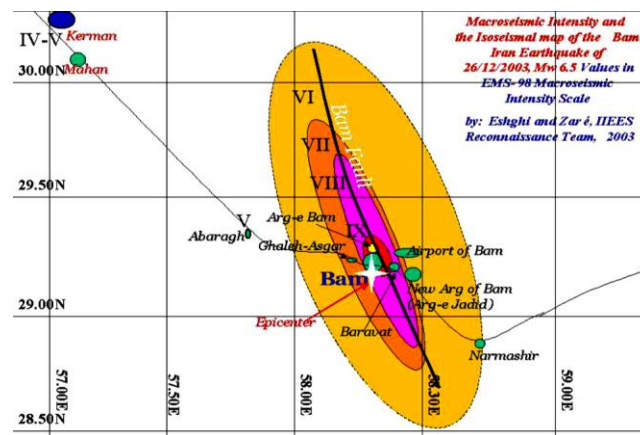 Macroseismic Intensity and
the Isoseismal map of the Bam
Iran Earthquake of
26/12/2003, Mw 6.5 Values in
EMS-98 Macroseismic
Intensity Scale
by: Eshghi and Zaré, IIEES
Reconnaissance Team, 2003
Kerman
IV-V
Mahan
30.00N
VI
Bam Fault
VII
VIII
29.50N
V
Abaragh
Arg-e Bam
IX
Ghaleh-Asgar
Airport of Bam
Bam
New Arg of Bam
(Arg-e Jadid)
29.00N
Epicenter
Baravat
Narmashir
57.00E
57.50E
58.00E
58.50E
59.00E
28.50N